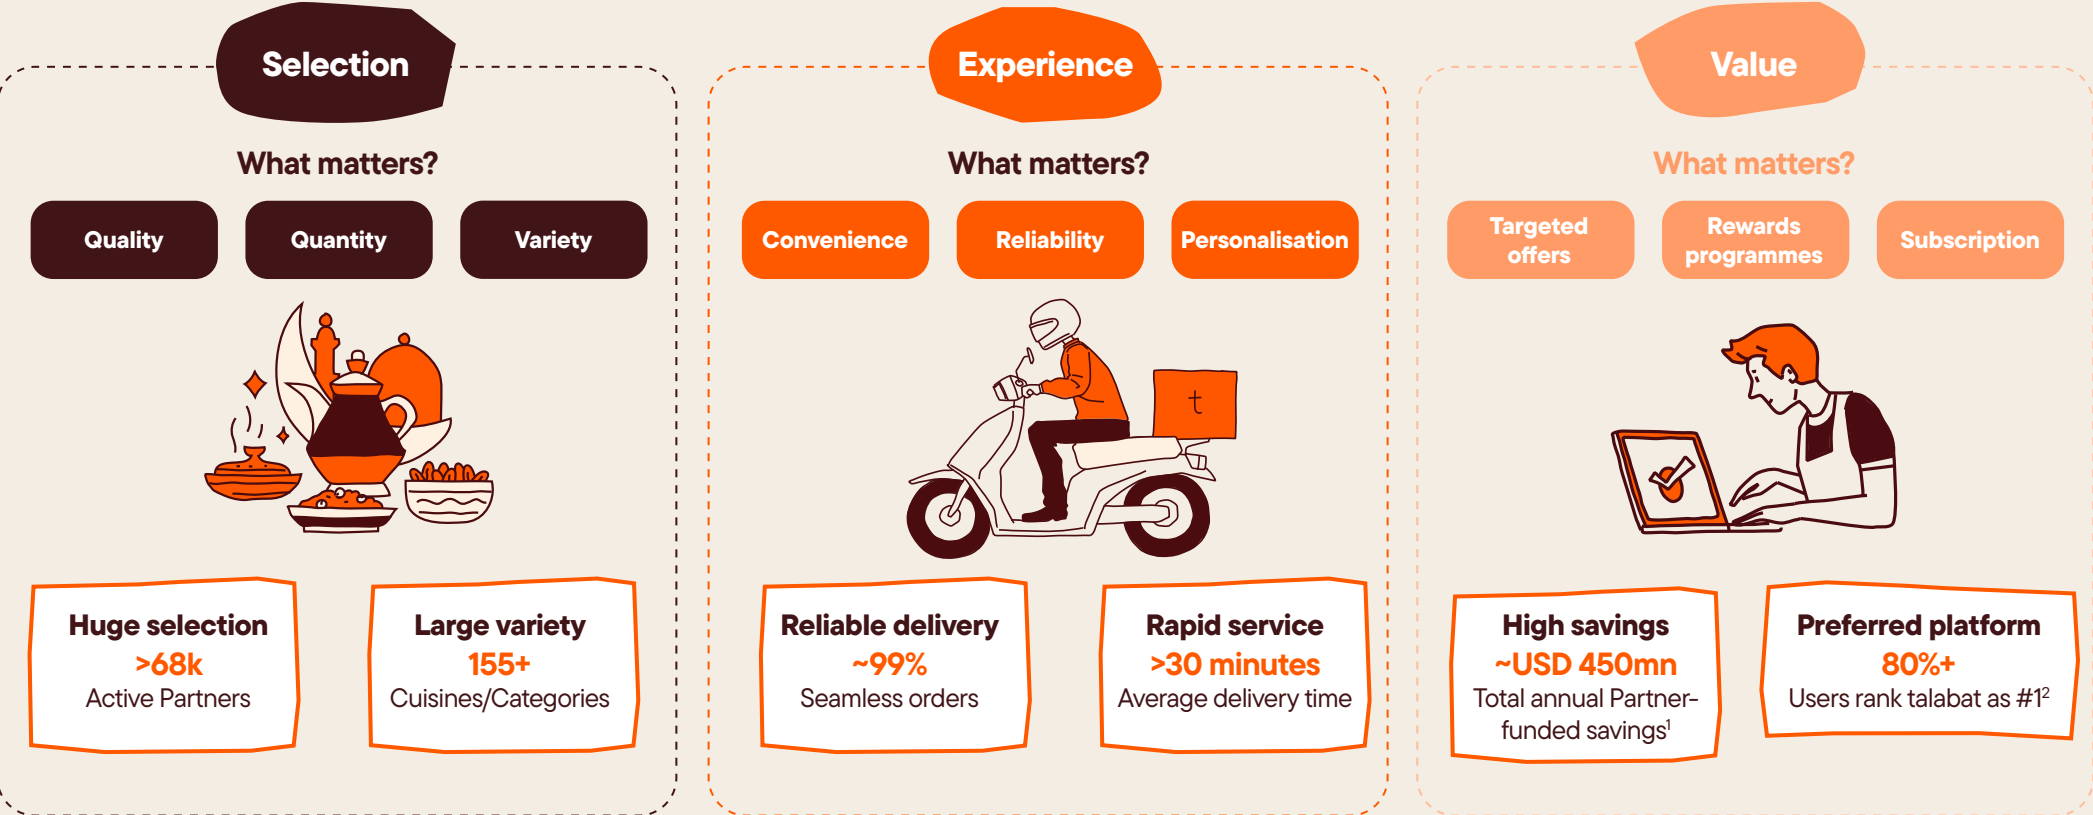 Selection
What matters?
Quality
Quantity
Variety
Huge selection
>68k
Active Partners
Large variety
155+
Cuisines/Categories
Experience
What matters?
Convenience
Reliability
Personalisation
t
Reliable delivery
~99%
Seamless orders
Rapid service
>30 minutes
Average delivery time
Value
What matters?
Targeted
offers
Rewards
programmes
Subscription
High savings
~USD 450mn
Total annual Partner-
funded savings¹
Preferred platform
80%+
Users rank talabat as #1²